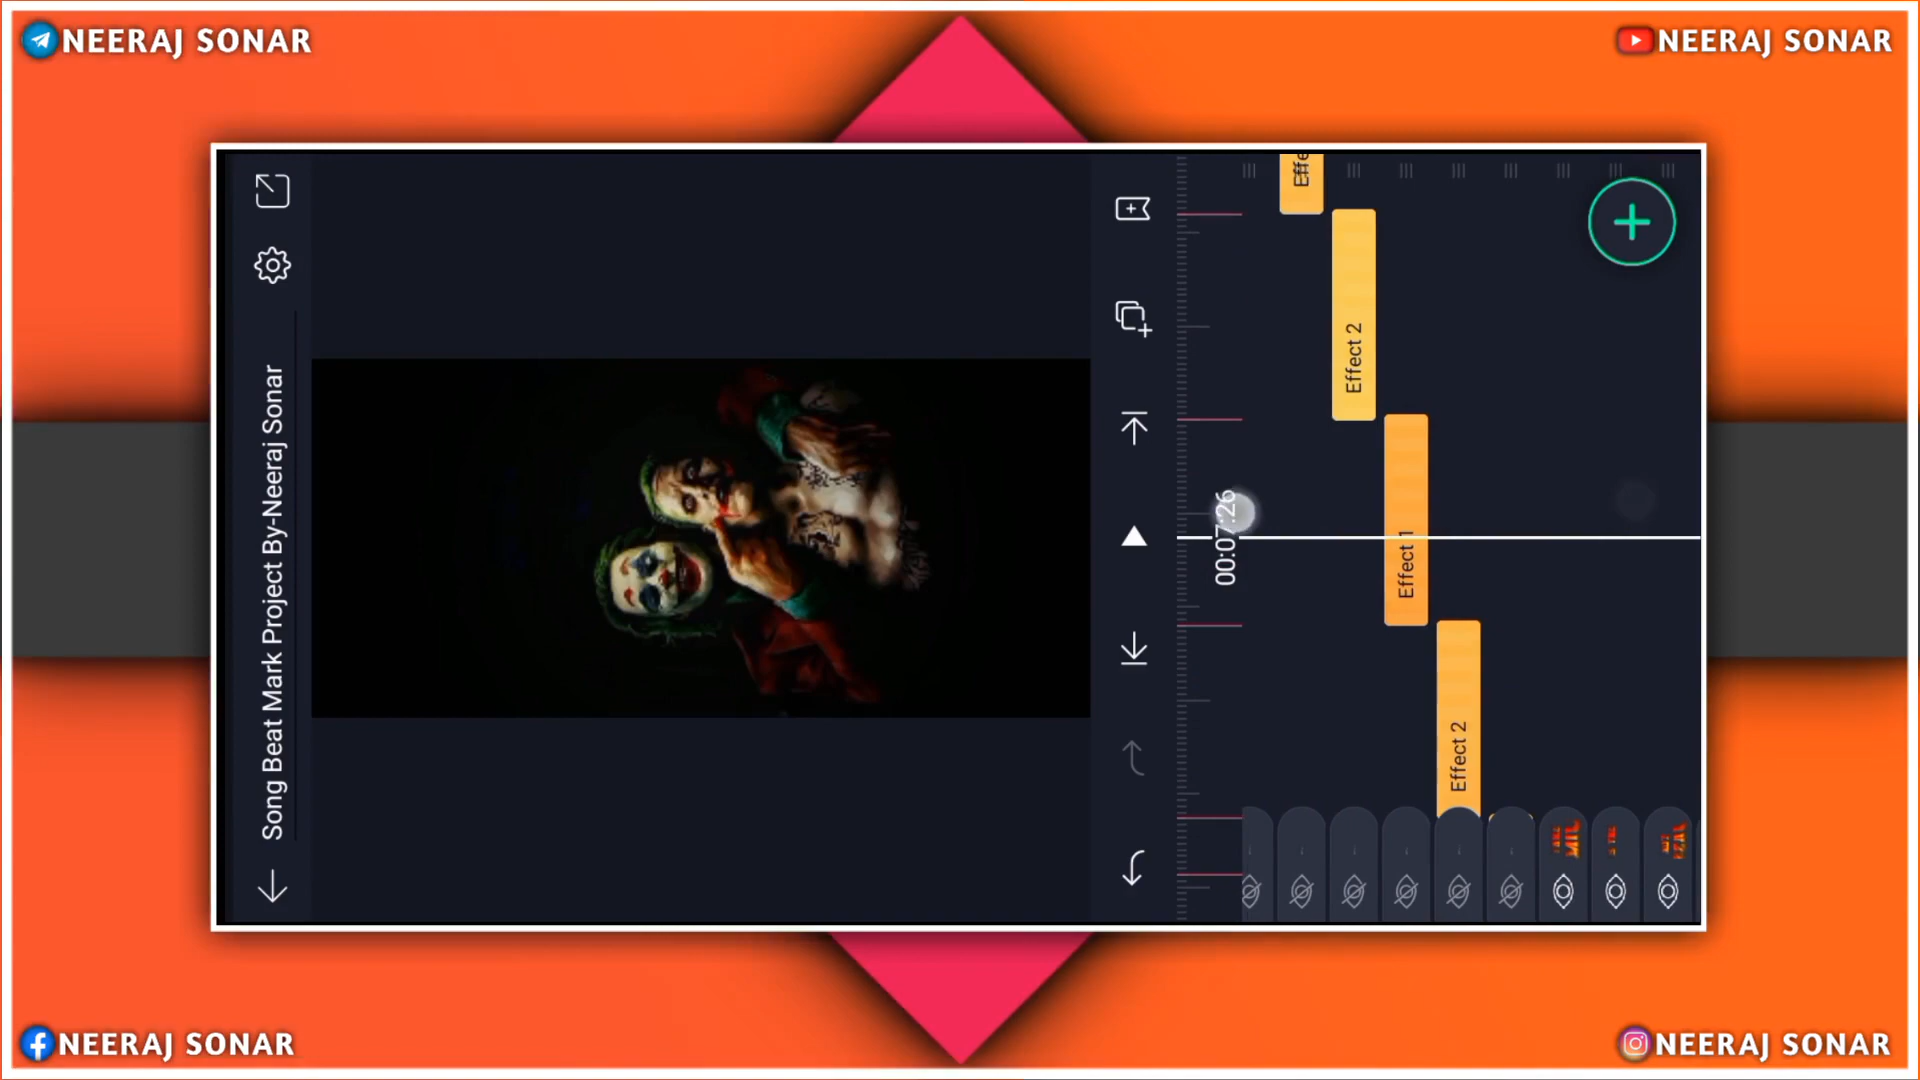 NEERAJ SONAR
NEERAJ SONAR
Song Beat Mark Project By-Neeraj Sonar
00:07:26
Effe
Effect 2
Effect 1
Effect 2
NEERAJ SONAR
NEERAJ SONAR